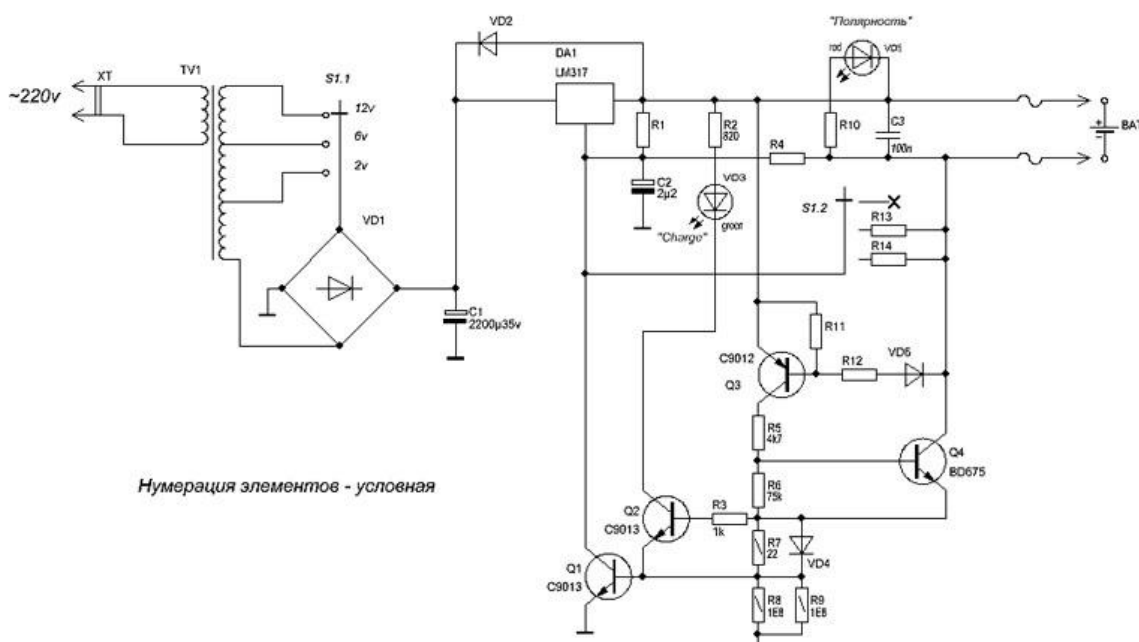 "Полярность"
VD2
red
VD5
DA1
LM317
XT
TV1
S1.1
~220v
12v
6v
2v
R1
R2
820
R10
C3
100n
BAT
R4
C2
2µ2
VD3
green
"Charge"
S1.2
R13
R14
VD1
C1
2200µ35v
R11
C9012
Q3
R12
VD6
R5
4k7
Q4
BD675
R6
75k
Нумерация элементов - условная
Q2
C9013
R3
1k
R7
22
VD4
Q1
C9013
R8
1E8
R9
1E8